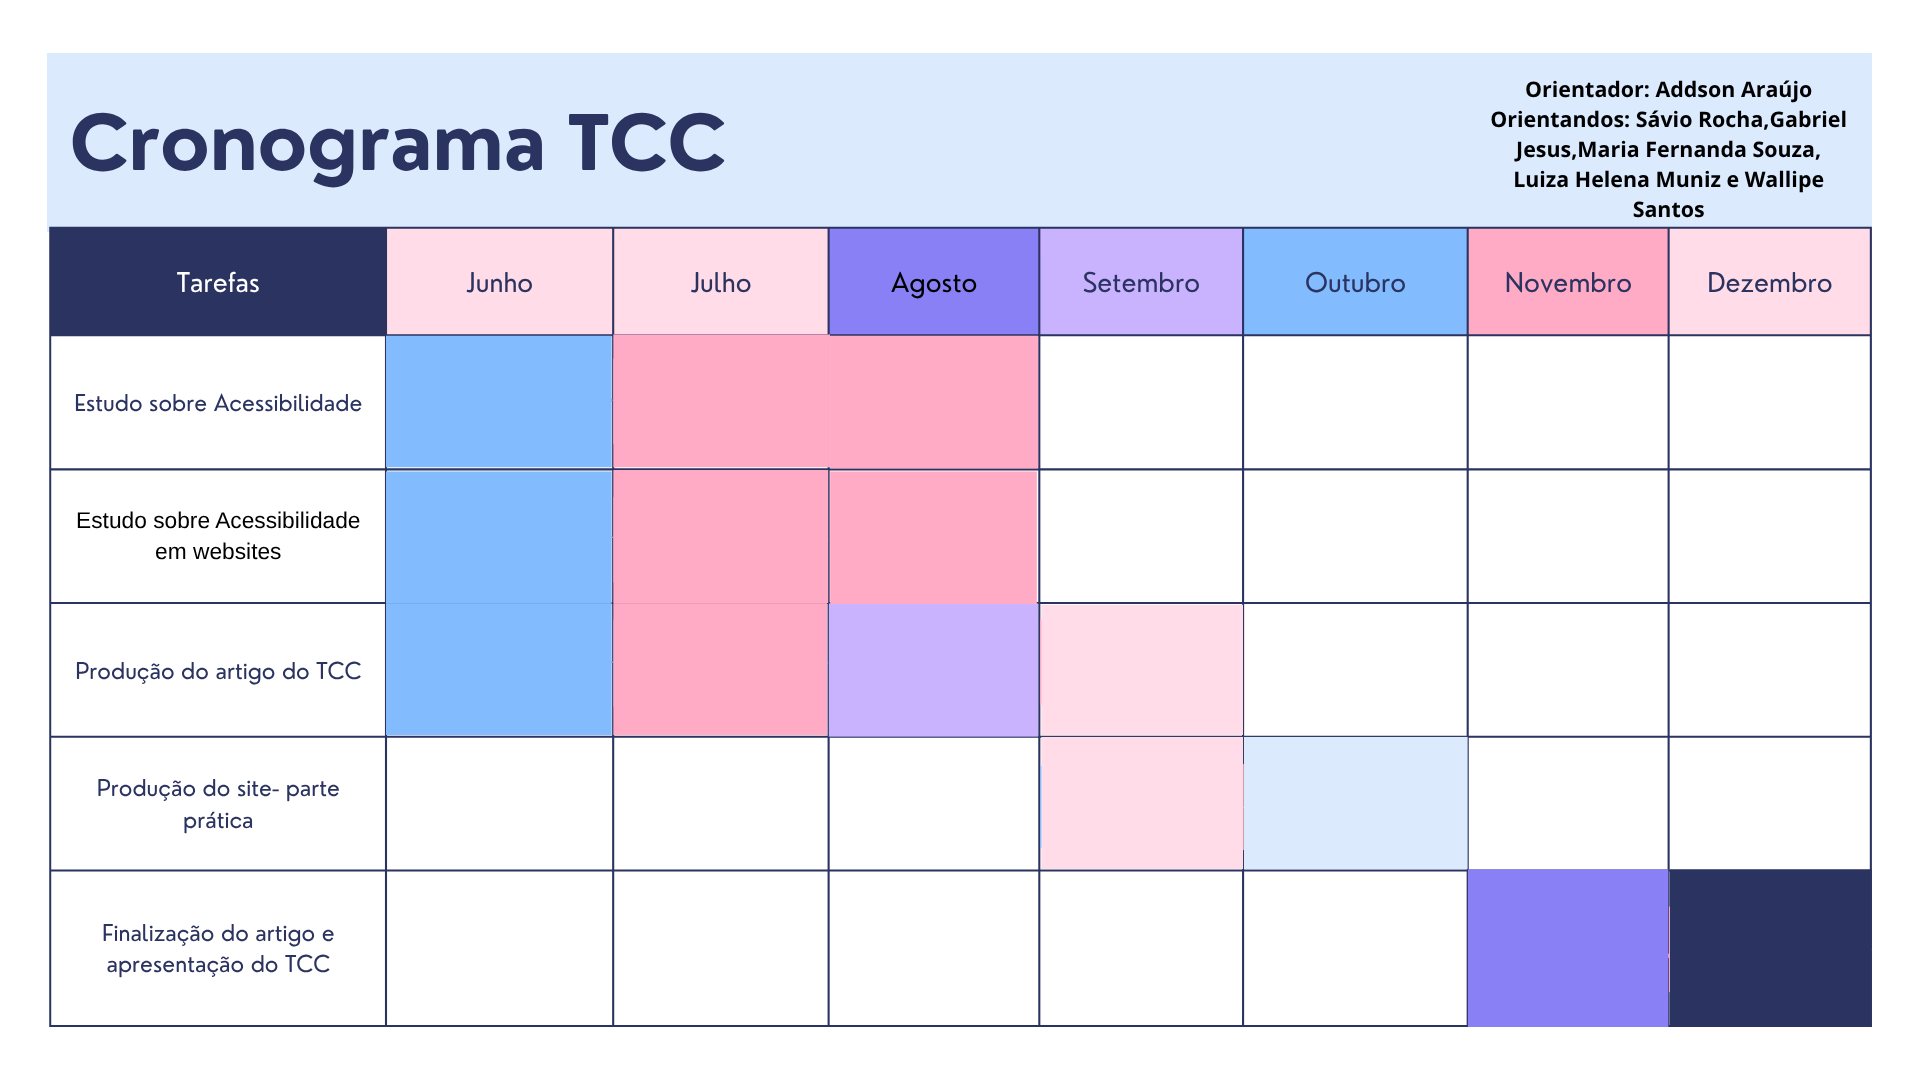 Cronograma TCC
Orientador: Addson Araújo
Orientandos: Sávio Rocha,Gabriel
Jesus,Maria Fernanda Souza,
Luiza Helena Muniz e Wallipe
Santos
Tarefas
Junho
Julho
Agosto
Setembro
Outubro
Novembro
Dezembro
Estudo sobre Acessibilidade
Estudo sobre Acessibilidade
em websites
Produção do artigo do TCC
Produção do site- parte
prática
Finalização do artigo e
apresentação do TCC